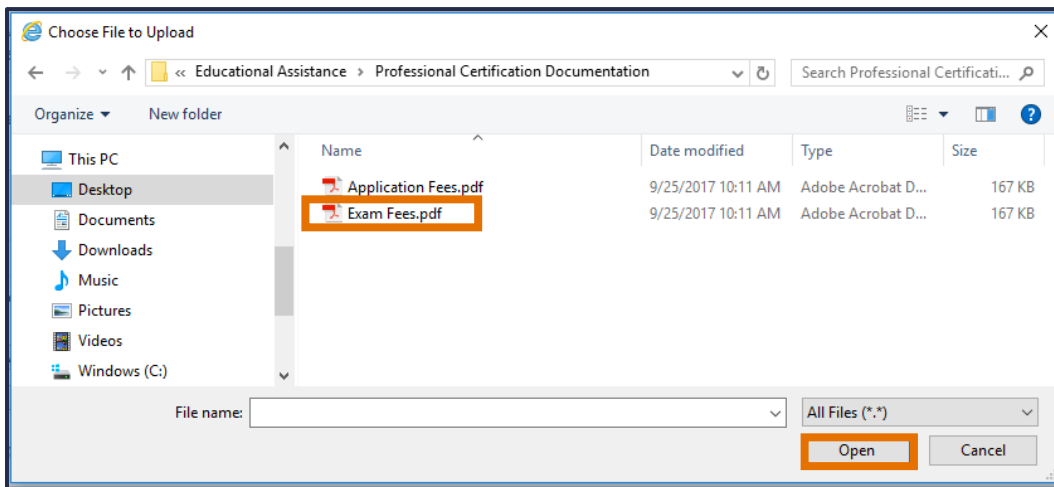 Choose File to Upload
« Educational Assistance > Professional Certification Documentation
Search Professional Certificati...
Organize New folder
?
Name Date modified Type Size
This PC
Desktop
Documents
Downloads
Music
Pictures
Videos
Windows (C:)
Application Fees.pdf 9/25/2017 10:11 AM Adobe Acrobat D... 167 KB
Exam Fees.pdf 9/25/2017 10:11 AM Adobe Acrobat D... 167 KB
File name: All Files (*.*)
Open Cancel